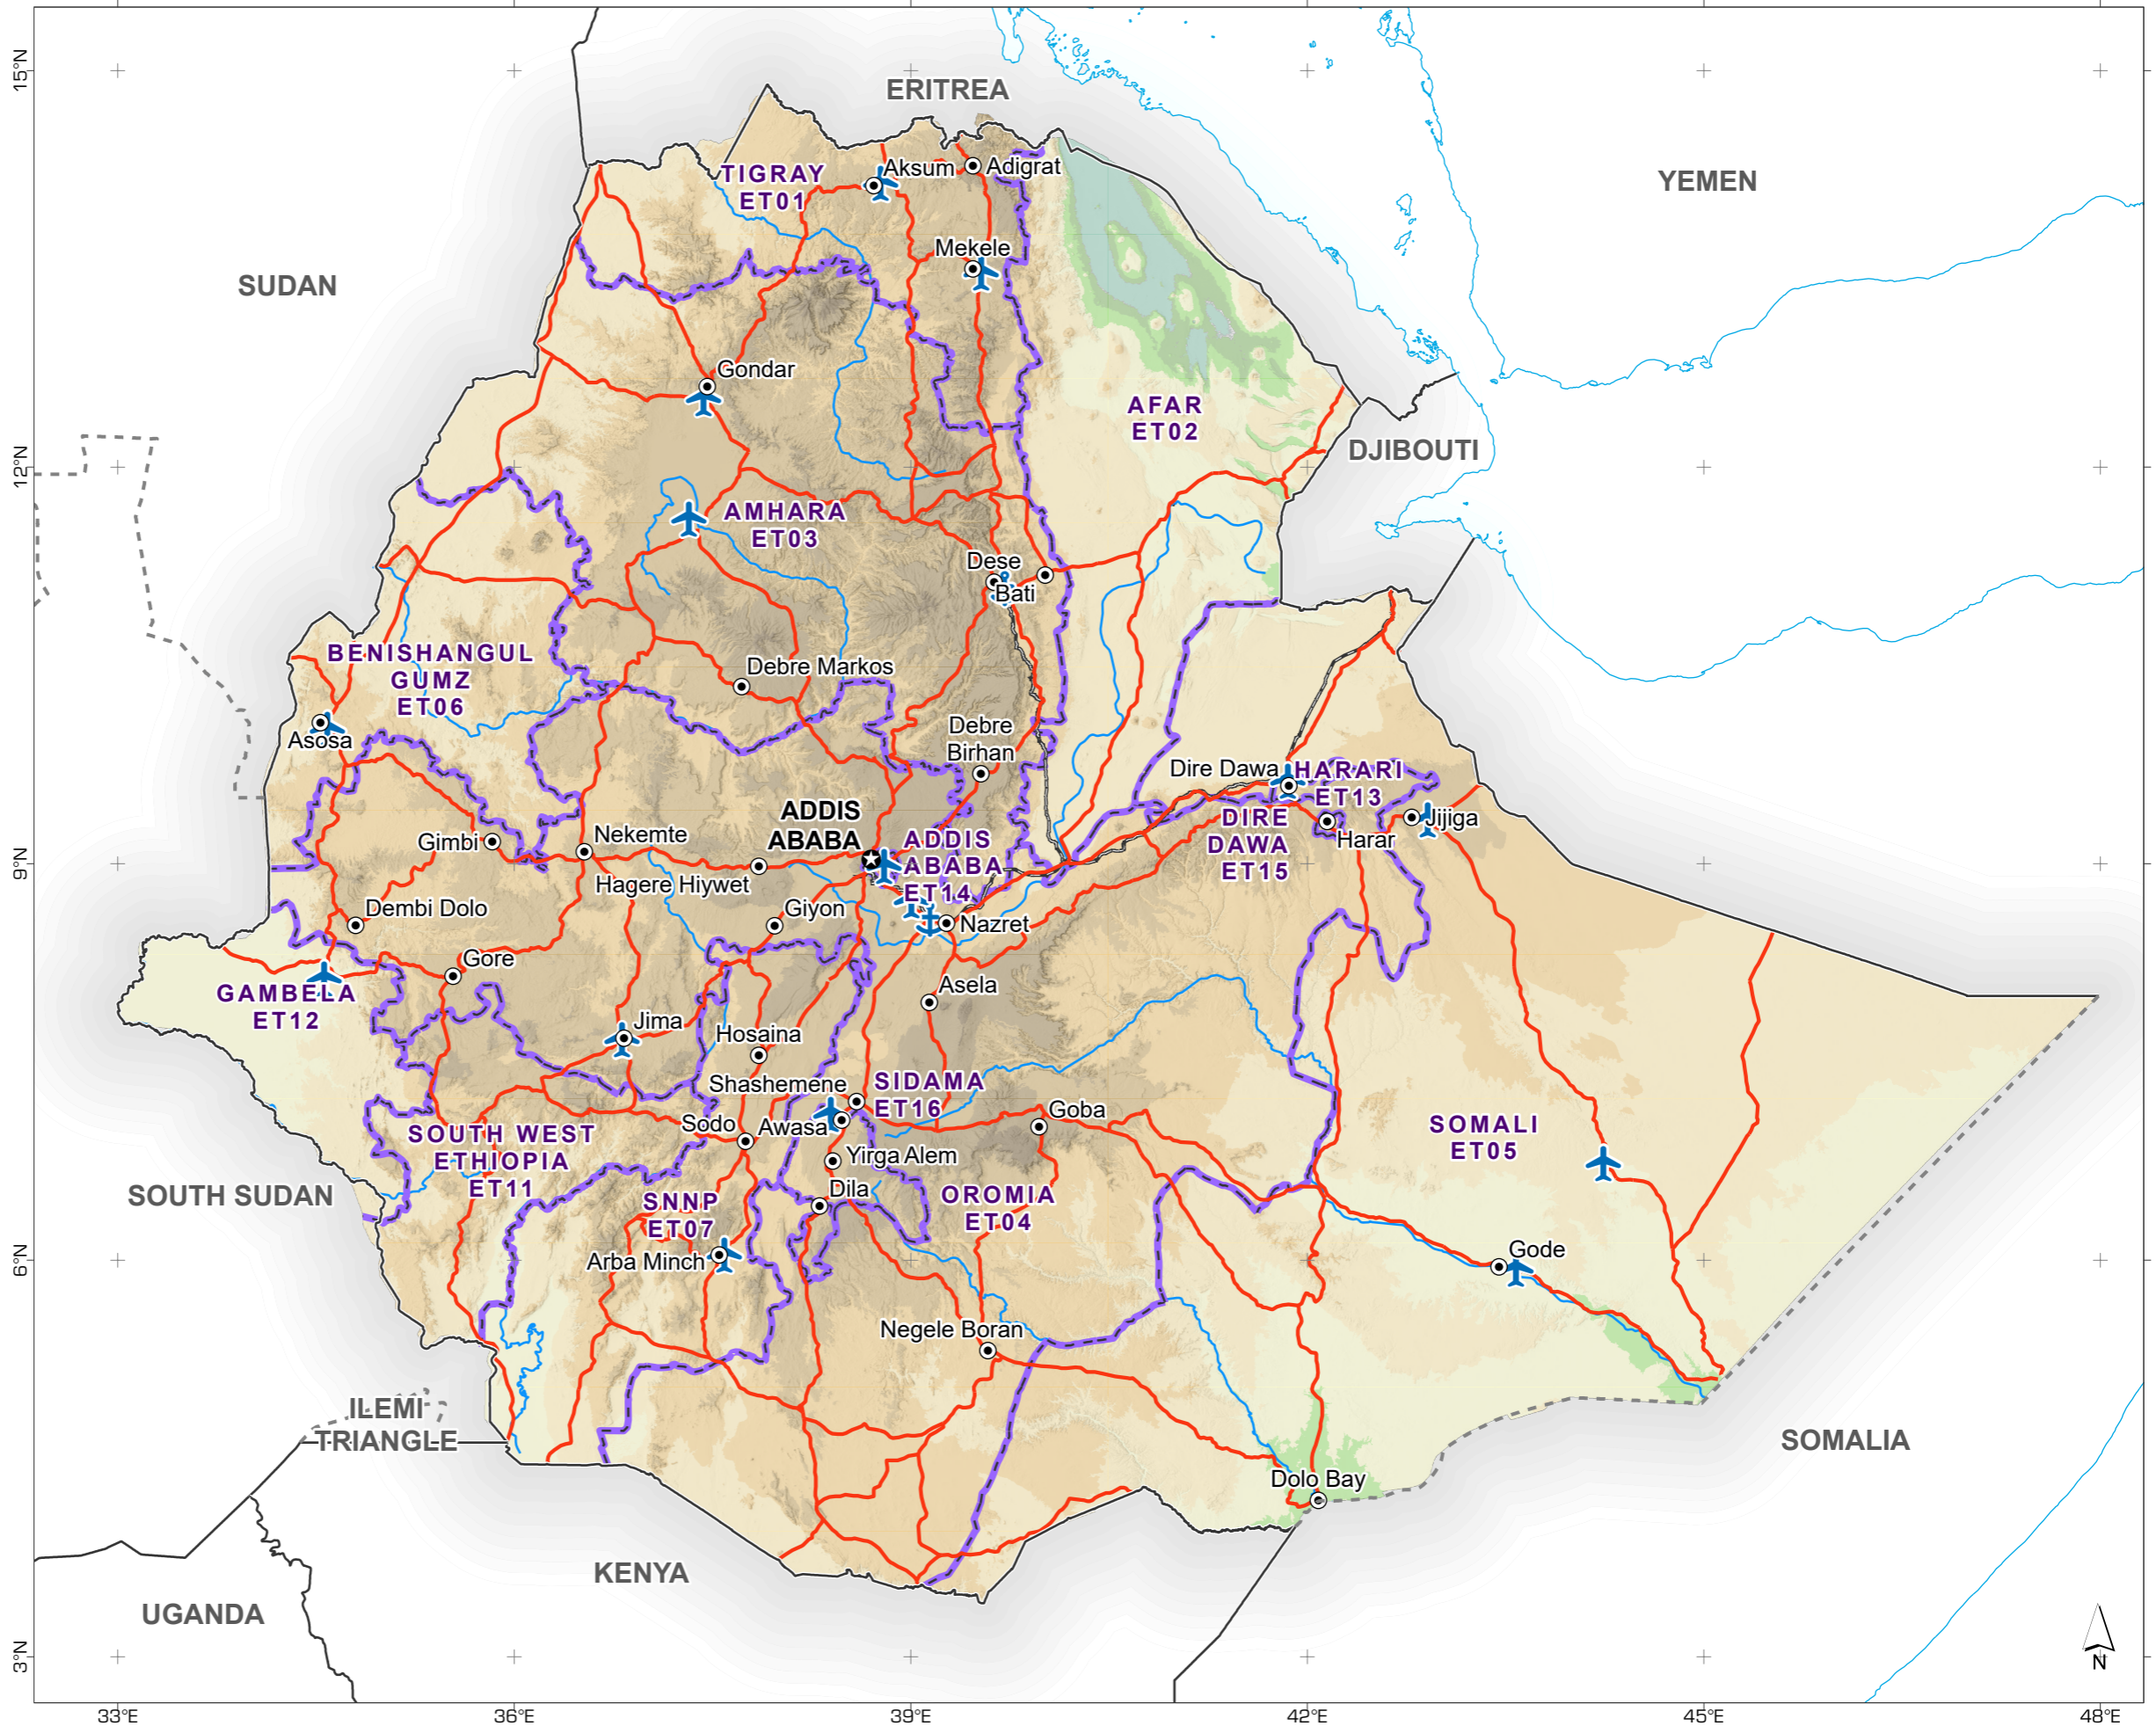 15°N
12°N
9°N
6°N
3°N
33°E
36°E
39°E
42°E
45°E
48°E
ERITREA
YEMEN
SUDAN
DJIBOUTI
SOUTH SUDAN
ILEMI
TRIANGLE
UGANDA
KENYA
SOMALIA
TIGRAY
ET01
Aksum
Adigrat
Mekele
Gondar
AFAR
ET02
AMHARA
ET03
Dese
Bati
BENISHANGUL
GUMZ
ET06
Debre Markos
Asosa
Debre
Birhan
Dire Dawa
HARARI
ET13
ADDIS
ABABA
DIRE
DAWA
ET15
Jijiga
Harar
Gimbi
Nekemte
ADDIS
ABABA
ET14
Hagere Hiywet
Dembi Dolo
Giyon
Nazret
Gore
GAMBELA
ET12
Asela
Jima
Hosaina
Shashemene
SIDAMA
ET16
Goba
SOUTH WEST
ETHIOPIA
ET11
Sodo
Awasa
SOMALI
ET05
Yirga Alem
Dila
SNNP
ET07
OROMIA
ET04
Arba Minch
Gode
Negele Boran
Dolo Bay
N